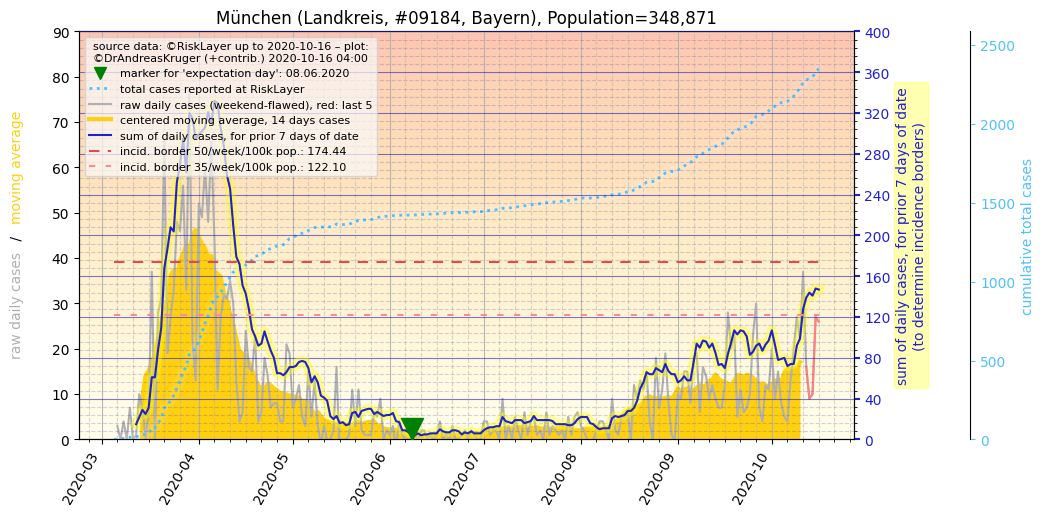 München (Landkreis, #09184, Bayern), Population=348,871
source data: ©RiskLayer up to 2020-10-16 – plot:
©DrAndreasKruger (+contrib.) 2020-10-16 04:00
marker for 'expectation day': 08.06.2020
total cases reported at RiskLayer
raw daily cases (weekend-flawed), red: last 5
centered moving average, 14 days cases
sum of daily cases, for prior 7 days of date
incid. border 50/week/100k pop.: 174.44
incid. border 35/week/100k pop.: 122.10
raw daily cases / moving average
90
80
70
60
50
40
30
20
10
0
2020-03
2020-04
2020-05
2020-06
2020-07
2020-08
2020-09
2020-10
400
360
320
280
240
200
160
120
80
40
0
sum of daily cases, for prior 7 days of date
(to determine incidence borders)
2500
2000
1500
1000
500
0
cumulative total cases